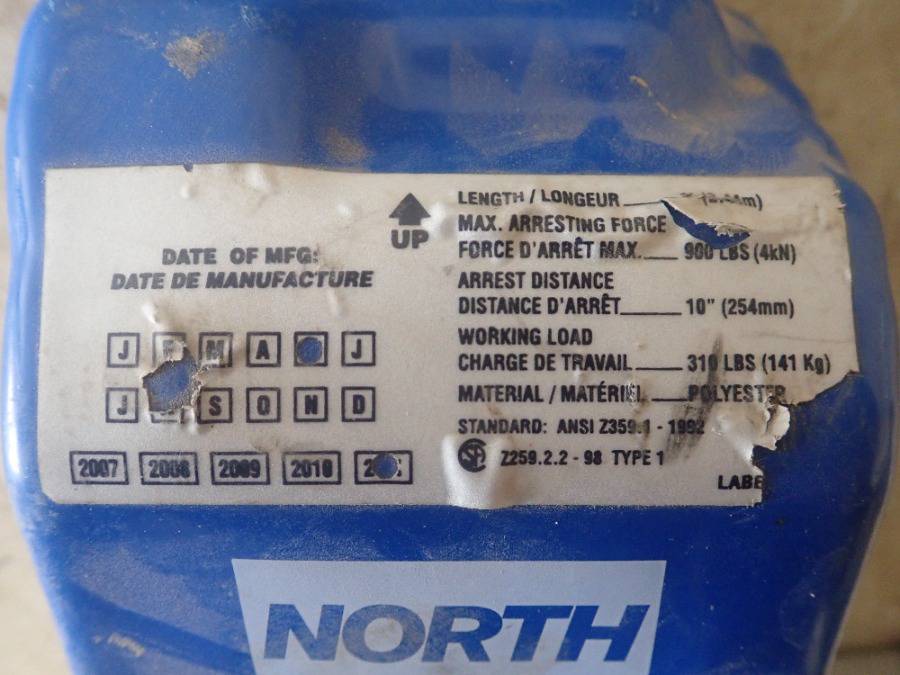 DATE OF MFG:
DATE DE MANUFACTURE
J M A J
J S O N D
2007 2008 2009 2010
UP
LENGTH / LONGEUR
MAX. ARRESTING FORCE
FORCE D'ARRÊT MAX. 900 LBS (4kN)
ARREST DISTANCE
DISTANCE D'ARRÊT 10" (254mm)
WORKING LOAD
CHARGE DE TRAVAIL 310 LBS (141 Kg)
MATERIAL / MATÉRIEL POLYESTER
STANDARD: ANSI Z359.1 - 1992
Z259.2.2 - 98 TYPE 1
NORTH